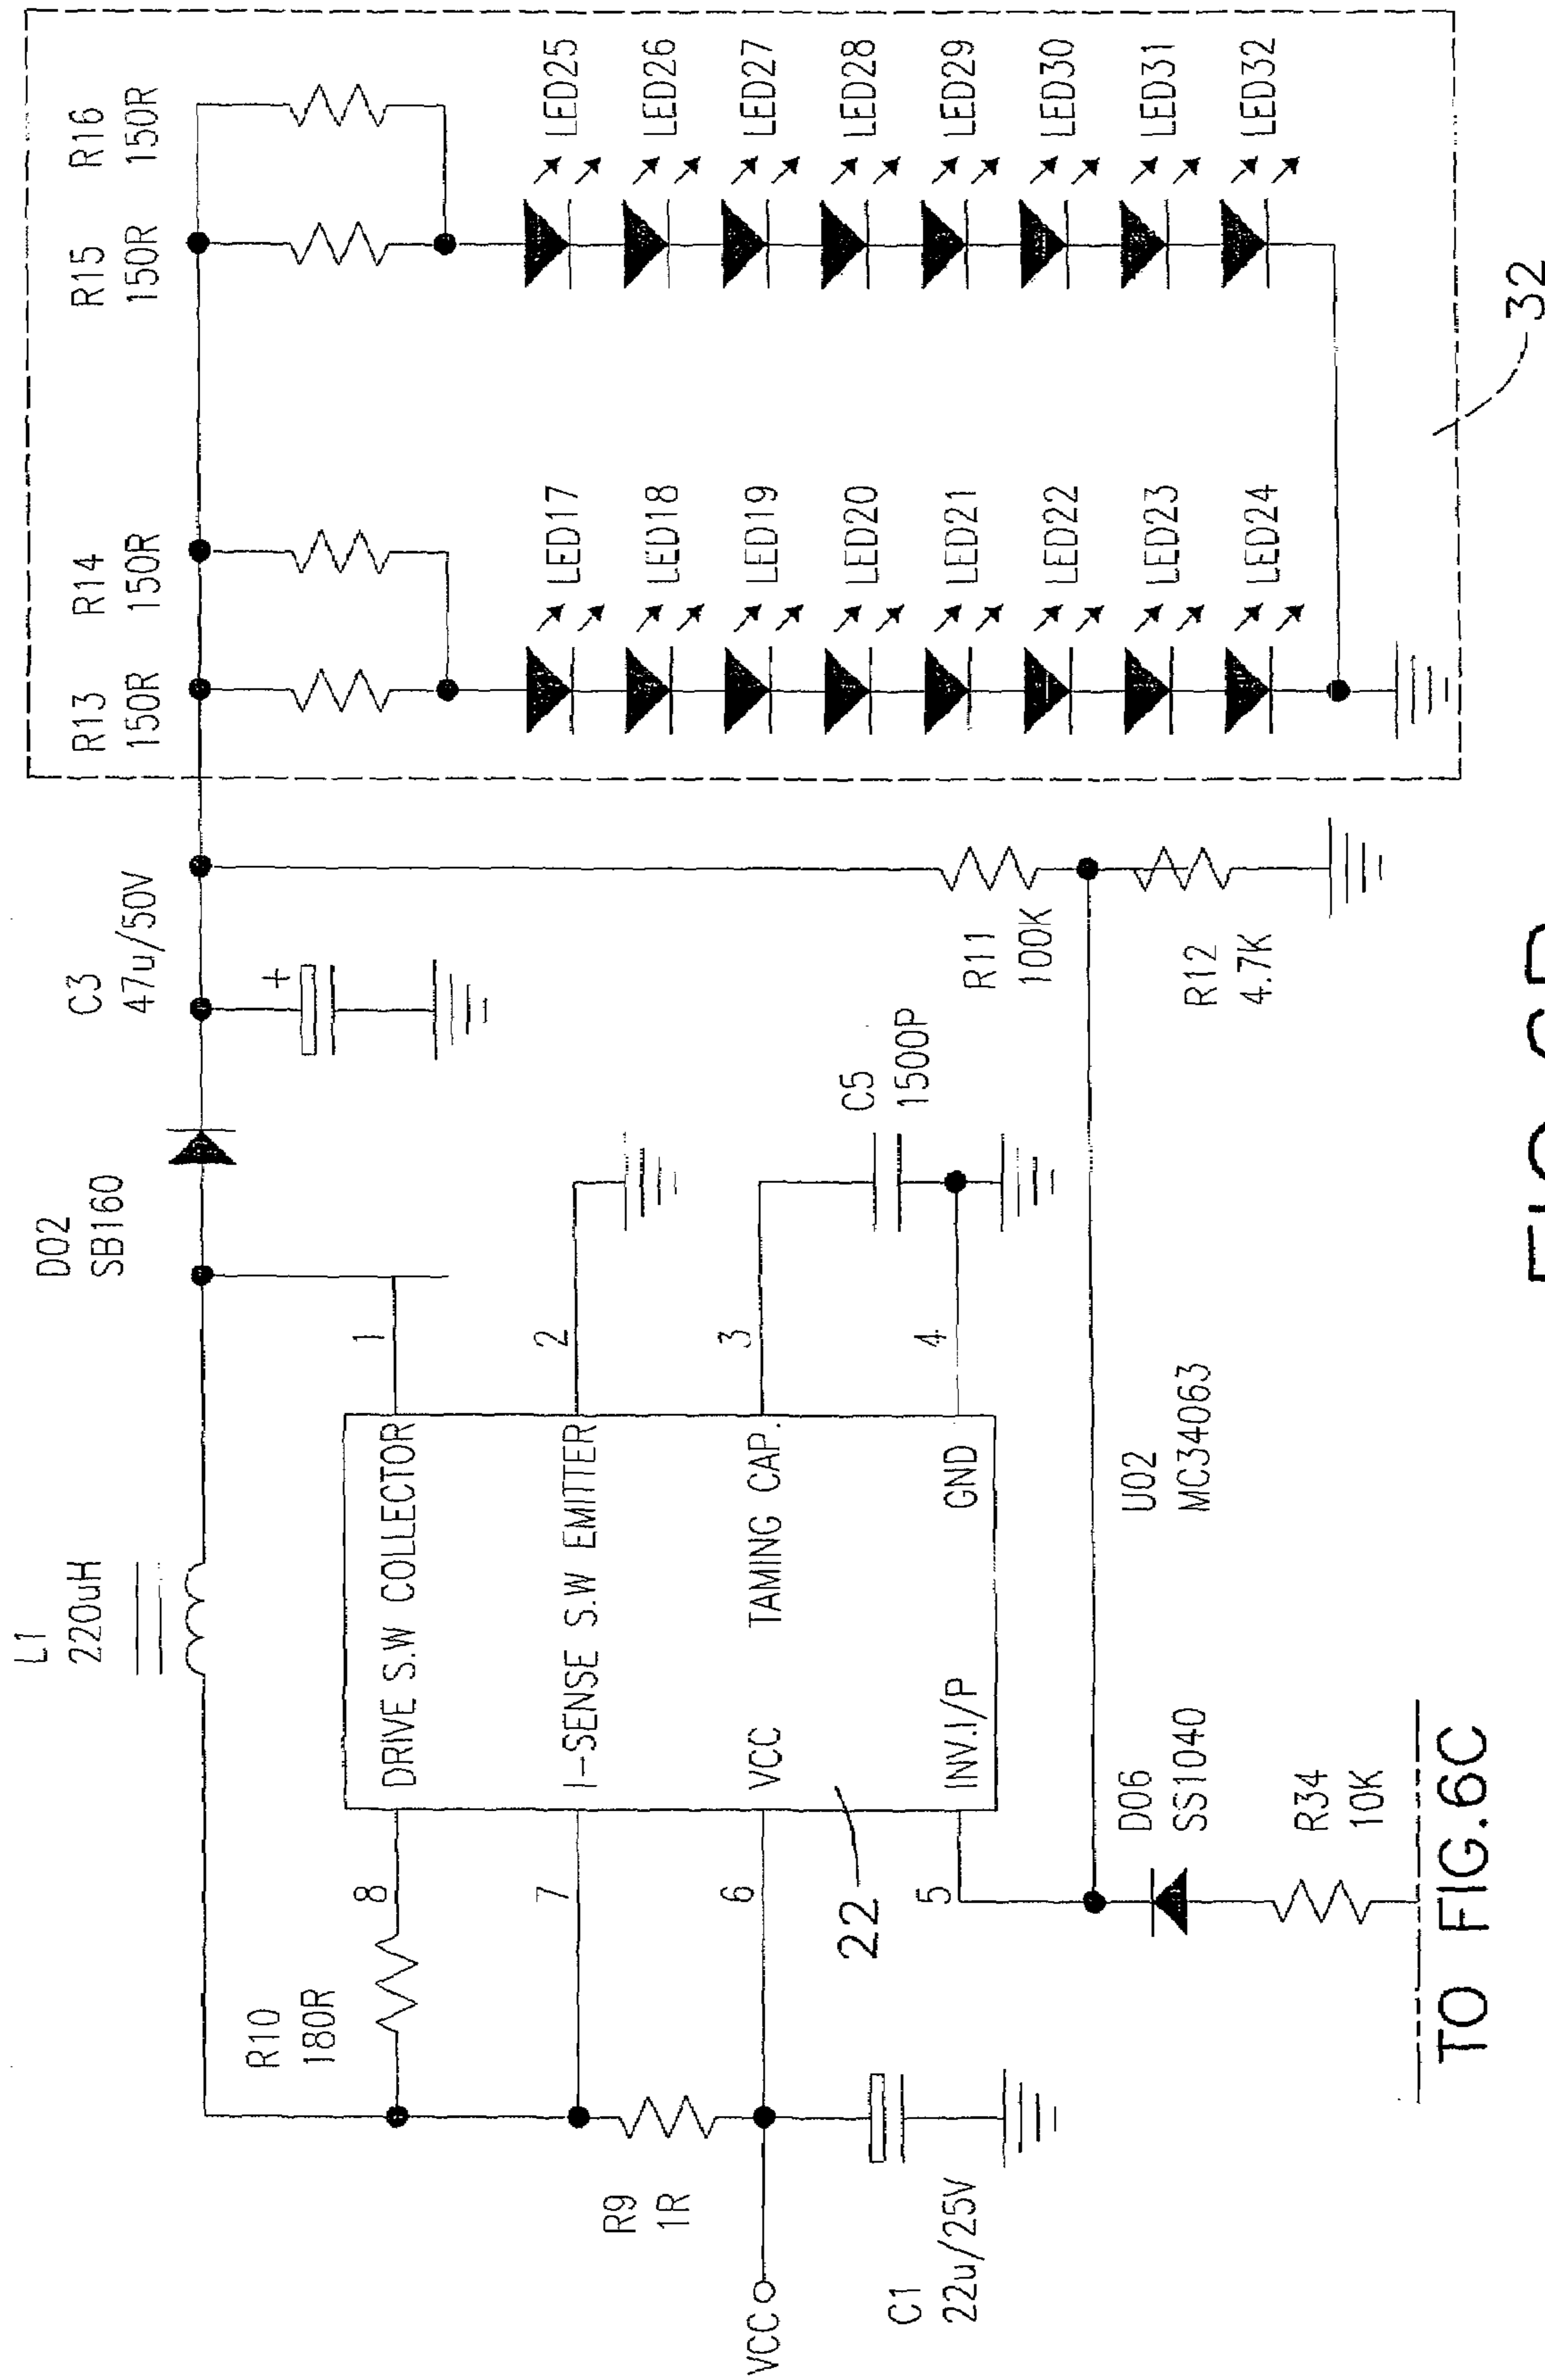 L1
220uH
D02
SB160
C3
47u/50V
R13
150R
R14
150R
R15
150R
R16
150R
+
R10
180R
8
DRIVE S.W COLLECTOR
1
7
I-SENSE S.W EMITTER
2
R9
1R
6
VCC
TAMING CAP.
3
C5
1500P
VCC
22
5
INV.I/P
GND
4
C1
22u/25V
R11
100K
R12
4.7K
U02
MC34063
D06
SS1040
R34
10K
LED17
LED18
LED19
LED20
LED21
LED22
LED23
LED24
LED25
LED26
LED27
LED28
LED29
LED30
LED31
LED32
32
TO FIG.6C